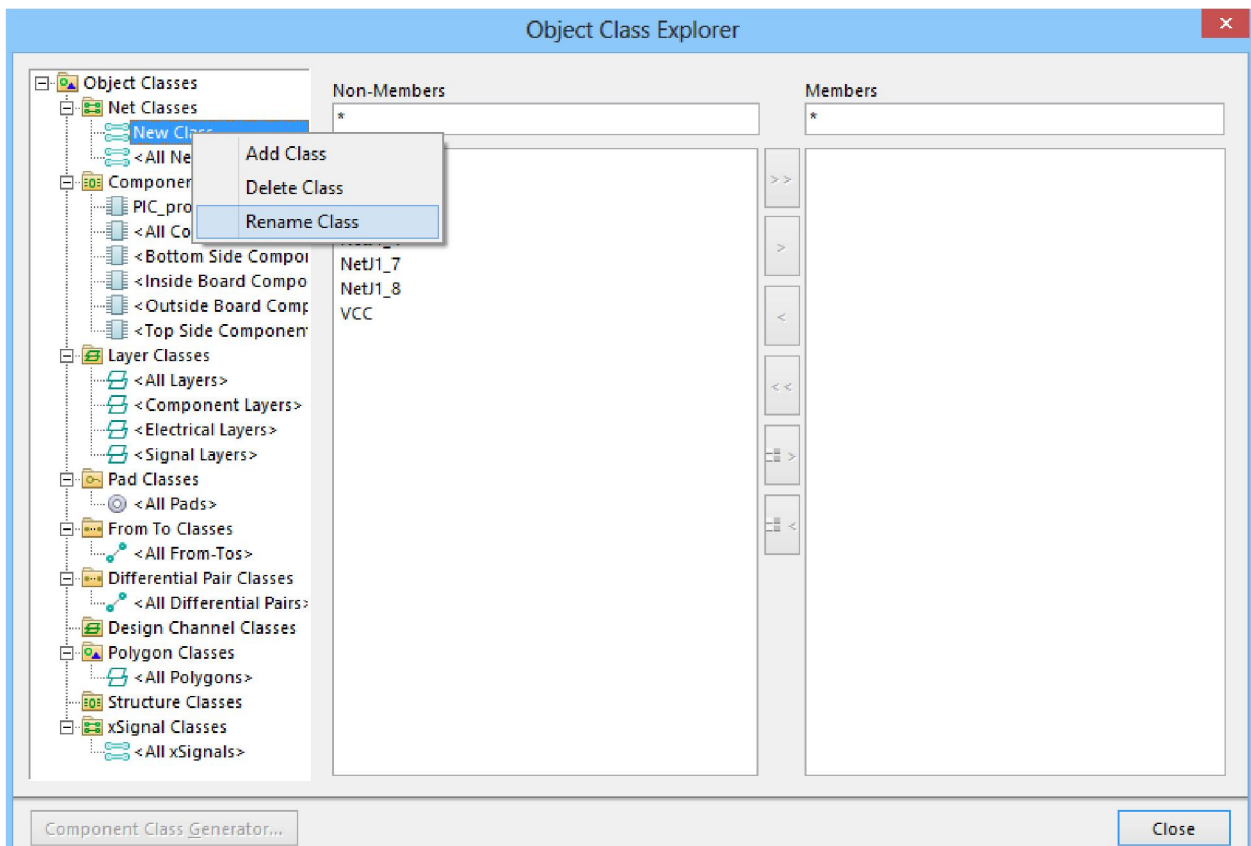 Object Class Explorer
Object Classes
Net Classes
New Class
<All Ne
Componen
PIC_pro
<All Co
<Bottom Side Compon
<Inside Board Compo
<Outside Board Comp
<Top Side Component
Layer Classes
<All Layers>
<Component Layers>
<Electrical Layers>
<Signal Layers>
Pad Classes
<All Pads>
From To Classes
<All From-Tos>
Differential Pair Classes
<All Differential Pairs>
Design Channel Classes
Polygon Classes
<All Polygons>
Structure Classes
xSignal Classes
<All xSignals>
Add Class
Delete Class
Rename Class
Non-Members
*
NetJ1_7
NetJ1_8
VCC
>>
>
<
<<
>
<
Members
*
Component Class Generator...
Close